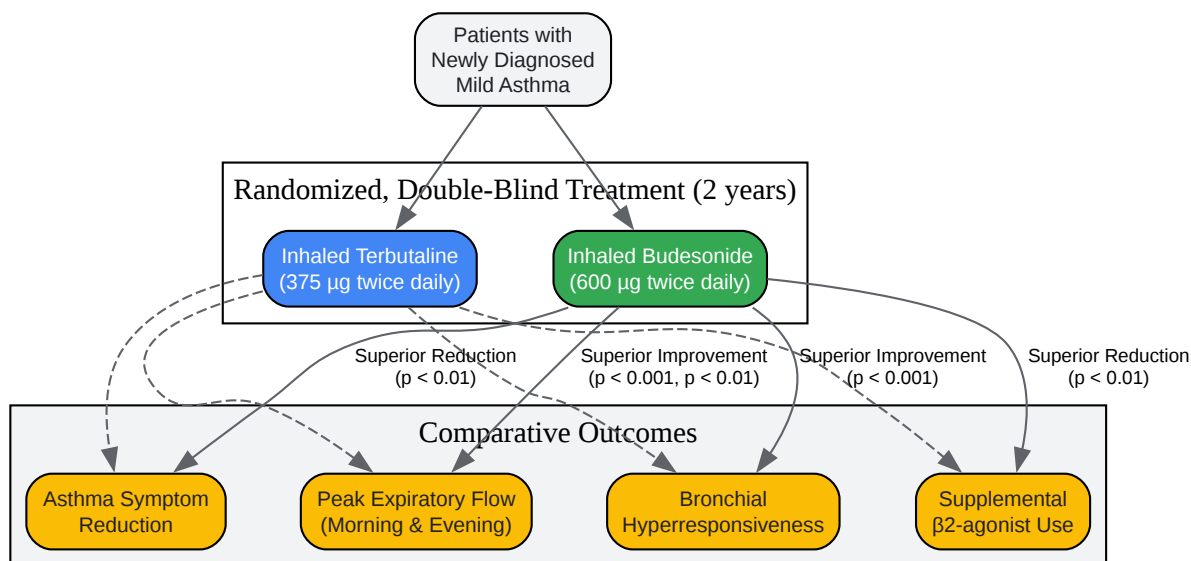 Patients with
Newly Diagnosed
Mild Asthma
Randomized, Double-Blind Treatment (2 years)
Inhaled Terbutaline
(375 µg twice daily)
Inhaled Budesonide
(600 µg twice daily)
Superior Reduction
(p < 0.01)
Superior Improvement
(p < 0.001, p < 0.01)
Superior Improvement
(p < 0.001)
Superior Reduction
(p < 0.01)
Comparative Outcomes
Asthma Symptom
Reduction
Peak Expiratory Flow
(Morning & Evening)
Bronchial
Hyperresponsiveness
Supplemental
β2-agonist Use